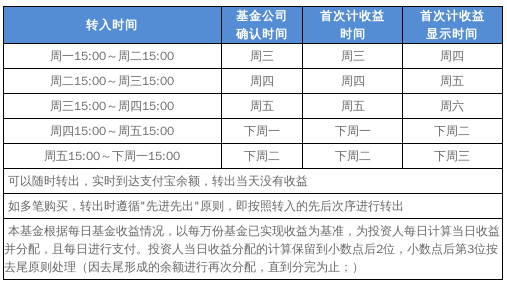 转入时间 基金公司确认时间 首次计收益时间 首次计收益显示时间
周一15:00～周二15:00 周三 周三 周四
周二15:00～周三15:00 周四 周四 周五
周三15:00～周四15:00 周五 周五 周六
周四15:00～周五15:00 下周一 下周一 下周二
周五15:00～下周一15:00 下周二 下周二 下周三
可以随时转出，实时到达支付宝余额，转出当天没有收益
如多笔购买，转出时遵循"先进先出"原则，即按照转入的先后次序进行转出
本基金根据每日基金收益情况，以每万份基金已实现收益为基准，为投资人每日计算当日收益
并分配，且每日进行支付。投资人当日收益分配的计算保留到小数点后2位，小数点后第3位按
去尾原则处理（因去尾形成的余额进行再次分配，直到分完为止；）